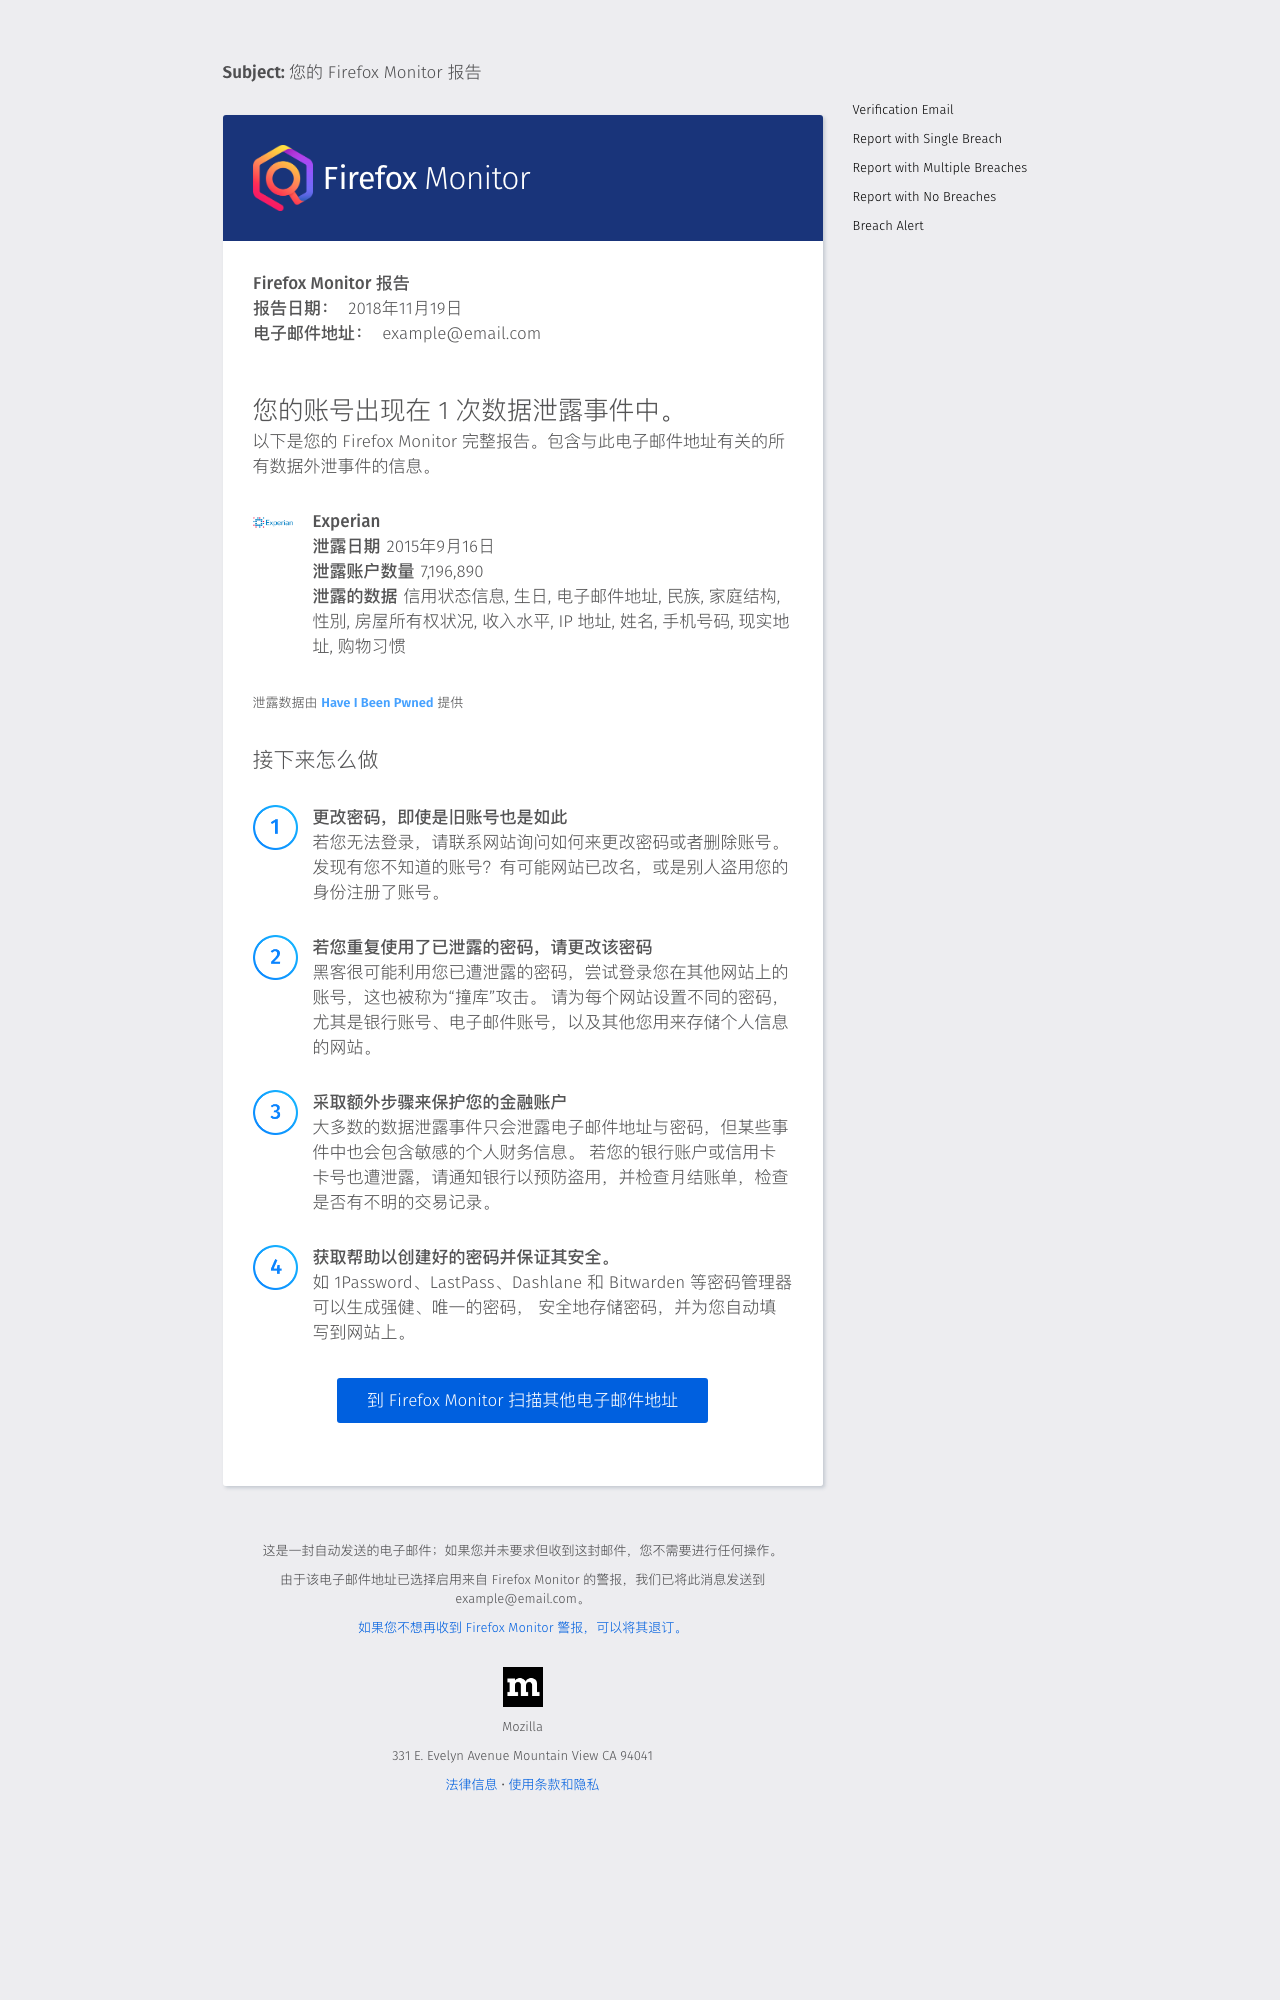 Subject: 您的 Firefox Monitor 报告
Verification Email
Report with Single Breach
Report with Multiple Breaches
Report with No Breaches
Breach Alert
Firefox Monitor
Firefox Monitor 报告
报告日期： 2018年11月19日
电子邮件地址： example@email.com
您的账号出现在 1 次数据泄露事件中。
以下是您的 Firefox Monitor 完整报告。包含与此电子邮件地址有关的所
有数据外泄事件的信息。
Experian
Experian
泄露日期 2015年9月16日
泄露账户数量 7,196,890
泄露的数据 信用状态信息, 生日, 电子邮件地址, 民族, 家庭结构,
性别, 房屋所有权状况, 收入水平, IP 地址, 姓名, 手机号码, 现实地
址, 购物习惯
泄露数据由 Have I Been Pwned 提供
接下来怎么做
1
更改密码，即使是旧账号也是如此
若您无法登录，请联系网站询问如何来更改密码或者删除账号。
发现有您不知道的账号？有可能网站已改名，或是别人盗用您的
身份注册了账号。
2
若您重复使用了已泄露的密码，请更改该密码
黑客很可能利用您已遭泄露的密码，尝试登录您在其他网站上的
账号，这也被称为“撞库”攻击。 请为每个网站设置不同的密码，
尤其是银行账号、电子邮件账号，以及其他您用来存储个人信息
的网站。
3
采取额外步骤来保护您的金融账户
大多数的数据泄露事件只会泄露电子邮件地址与密码，但某些事
件中也会包含敏感的个人财务信息。 若您的银行账户或信用卡
卡号也遭泄露，请通知银行以预防盗用，并检查月结账单，检查
是否有不明的交易记录。
4
获取帮助以创建好的密码并保证其安全。
如 1Password、LastPass、Dashlane 和 Bitwarden 等密码管理器
可以生成强健、唯一的密码， 安全地存储密码，并为您自动填
写到网站上。
到 Firefox Monitor 扫描其他电子邮件地址
这是一封自动发送的电子邮件；如果您并未要求但收到这封邮件，您不需要进行任何操作。
由于该电子邮件地址已选择启用来自 Firefox Monitor 的警报，我们已将此消息发送到
example@email.com。
如果您不想再收到 Firefox Monitor 警报，可以将其退订。
m
Mozilla
331 E. Evelyn Avenue Mountain View CA 94041
法律信息 · 使用条款和隐私